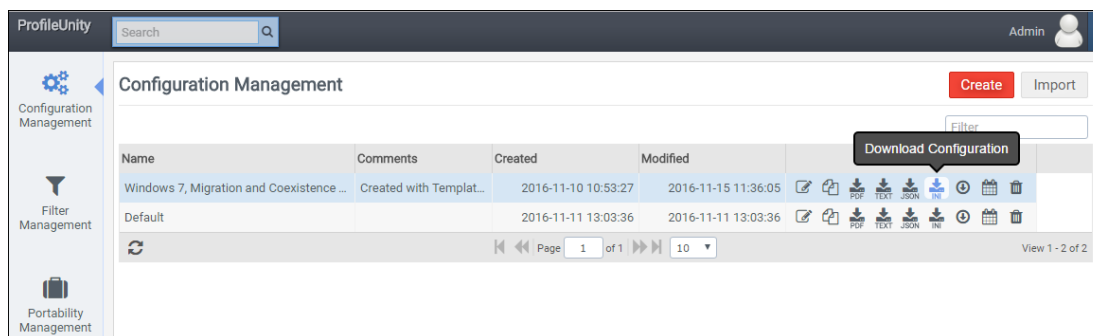 ProfileUnity
Search
Admin
Configuration Management
Create
Import
Configuration
Management
Filter
Download Configuration
Name Comments Created Modified
Windows 7, Migration and Coexistence ... Created with Templat... 2016-11-10 10:53:27 2016-11-15 11:36:05 PDF TEXT JSON INI
Default 2016-11-11 13:03:36 2016-11-11 13:03:36 PDF TEXT JSON INI
Filter
Management
Page 1 of 1 10 View 1 - 2 of 2
Portability
Management